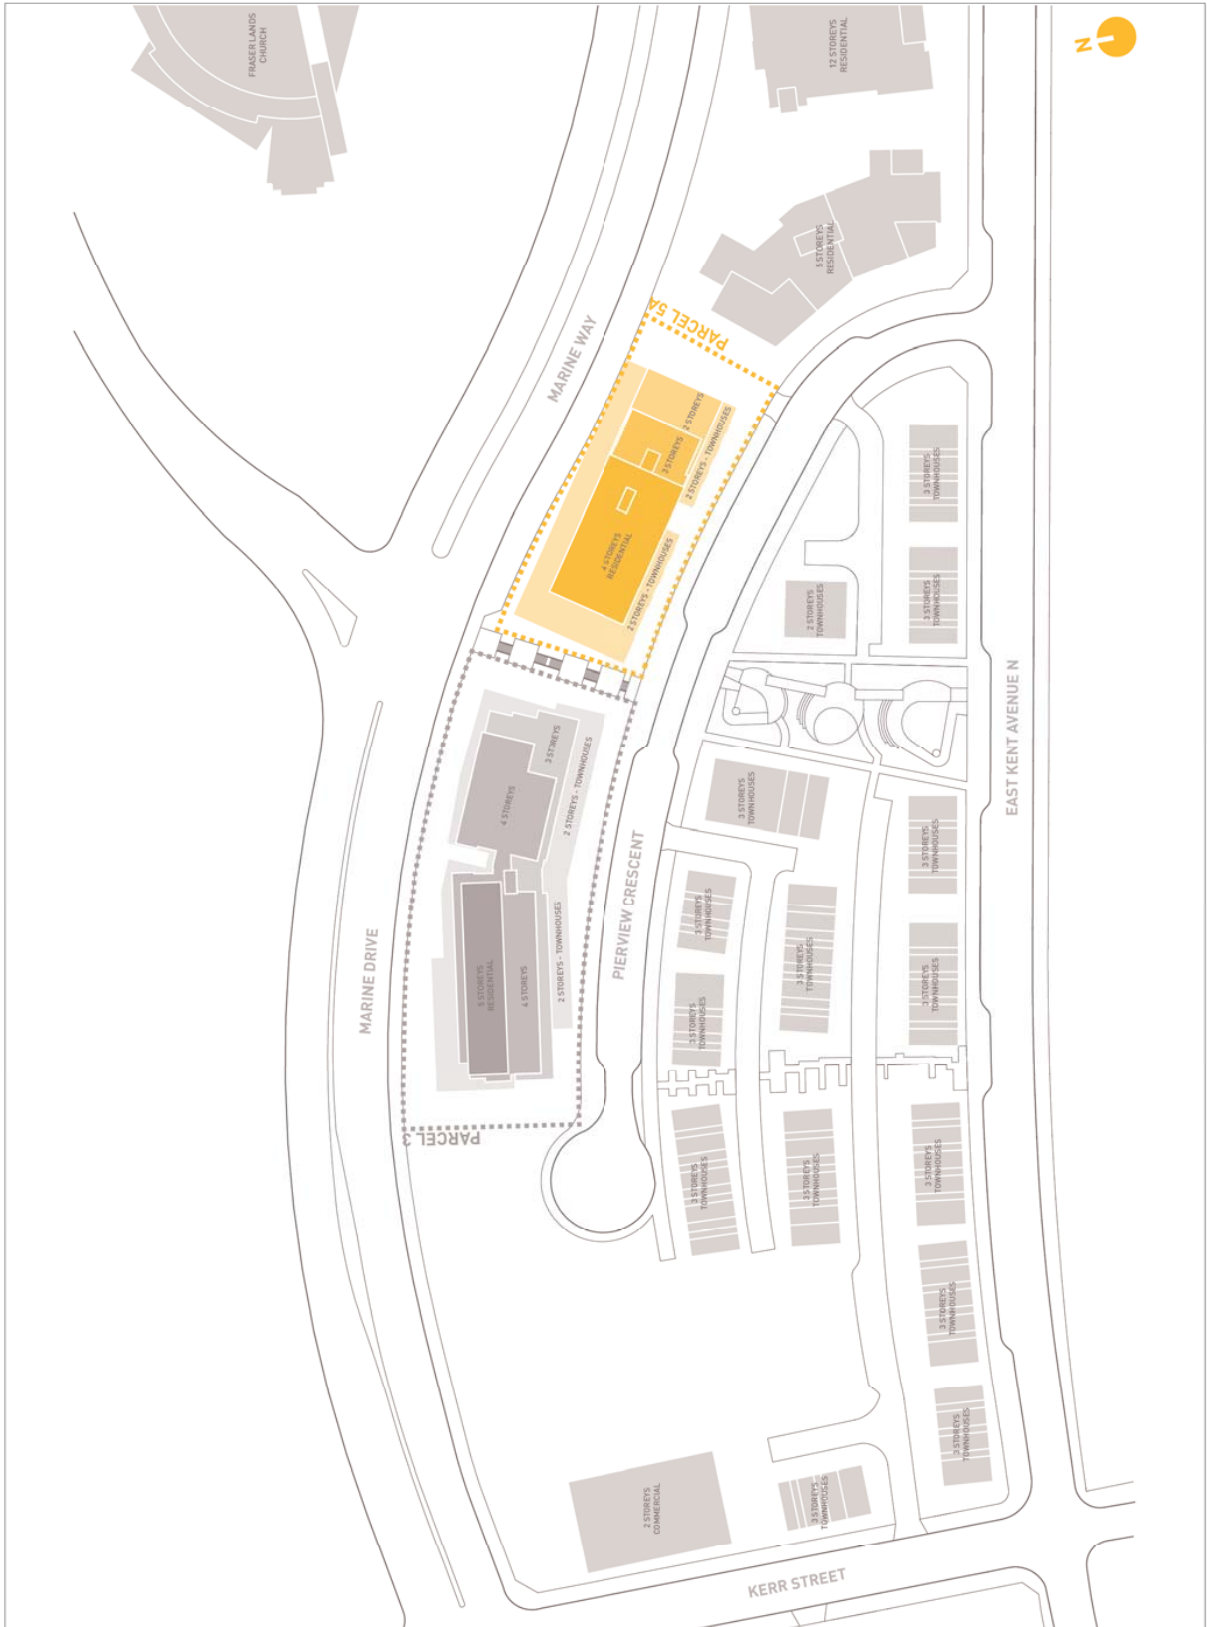 FRASER LANDS
CHURCH
12 STOREYS
RESIDENTIAL
N
5 STOREYS
RESIDENTIAL
PARCEL 5A
MARINE WAY
2 STOREYS
3 STOREYS
2 STOREYS - TOWNHOUSES
4 STOREYS
RESIDENTIAL
2 STOREYS - TOWNHOUSES
3 STOREYS
TOWNHOUSES
3 STOREYS
TOWNHOUSES
2 STOREYS
TOWNHOUSES
EAST KENT AVENUE N
3 STOREYS
4 STOREYS
2 STOREYS - TOWNHOUSES
3 STOREYS
TOWNHOUSES
3 STOREYS
TOWNHOUSES
PIERVIEW CRESCENT
3 STOREYS
TOWNHOUSES
3 STOREYS
TOWNHOUSES
MARINE DRIVE
RESIDENTIAL
4 STOREYS
2 STOREYS - TOWNHOUSES
3 STOREYS
TOWNHOUSES
3 STOREYS
TOWNHOUSES
PARCEL 3
3 STOREYS
TOWNHOUSES
3 STOREYS
TOWNHOUSES
3 STOREYS
TOWNHOUSES
3 STOREYS
TOWNHOUSES
3 STOREYS
TOWNHOUSES
2 STOREYS
COMMERCIAL
3 STOREYS
TOWNHOUSES
KERR STREET